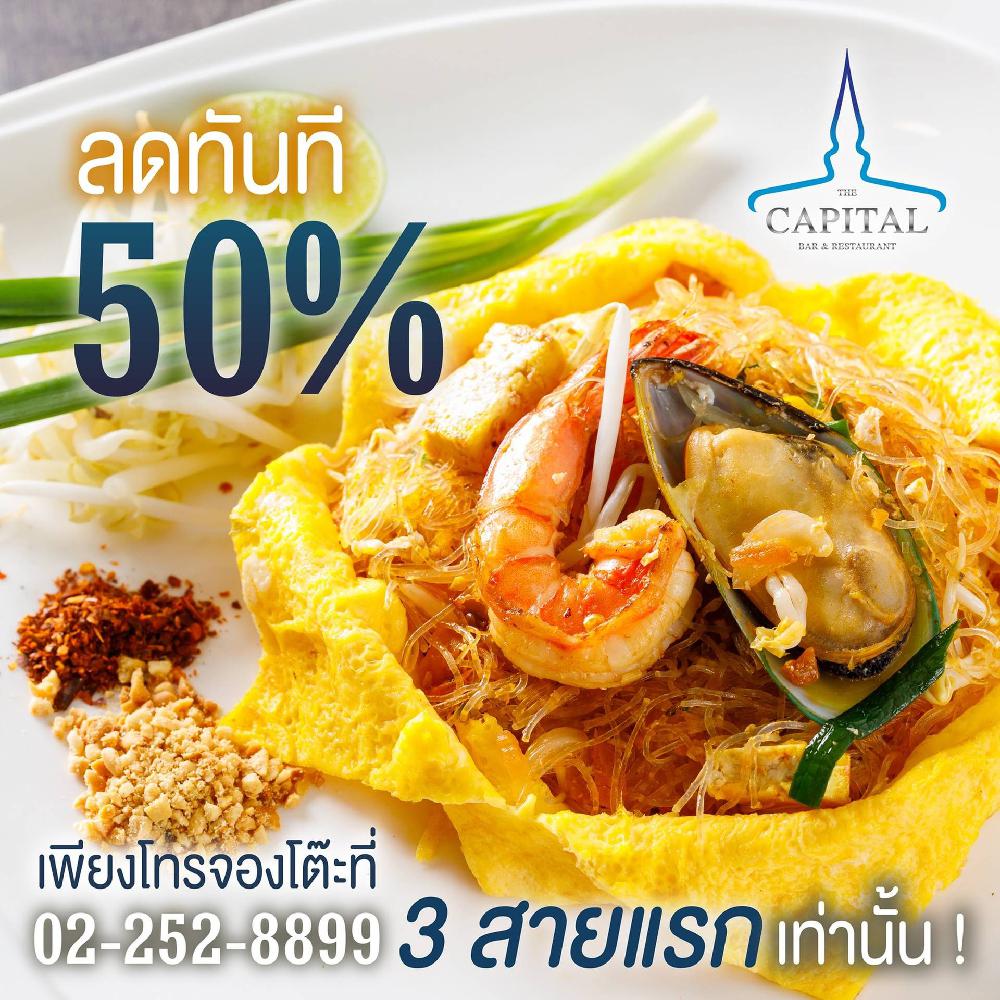 ลดทันที
50%
THE
CAPITAL
BAR & RESTAURANT
เพียงโทรจองโต๊ะที่
02-252-8899 3 สายแรก เท่านั้น !